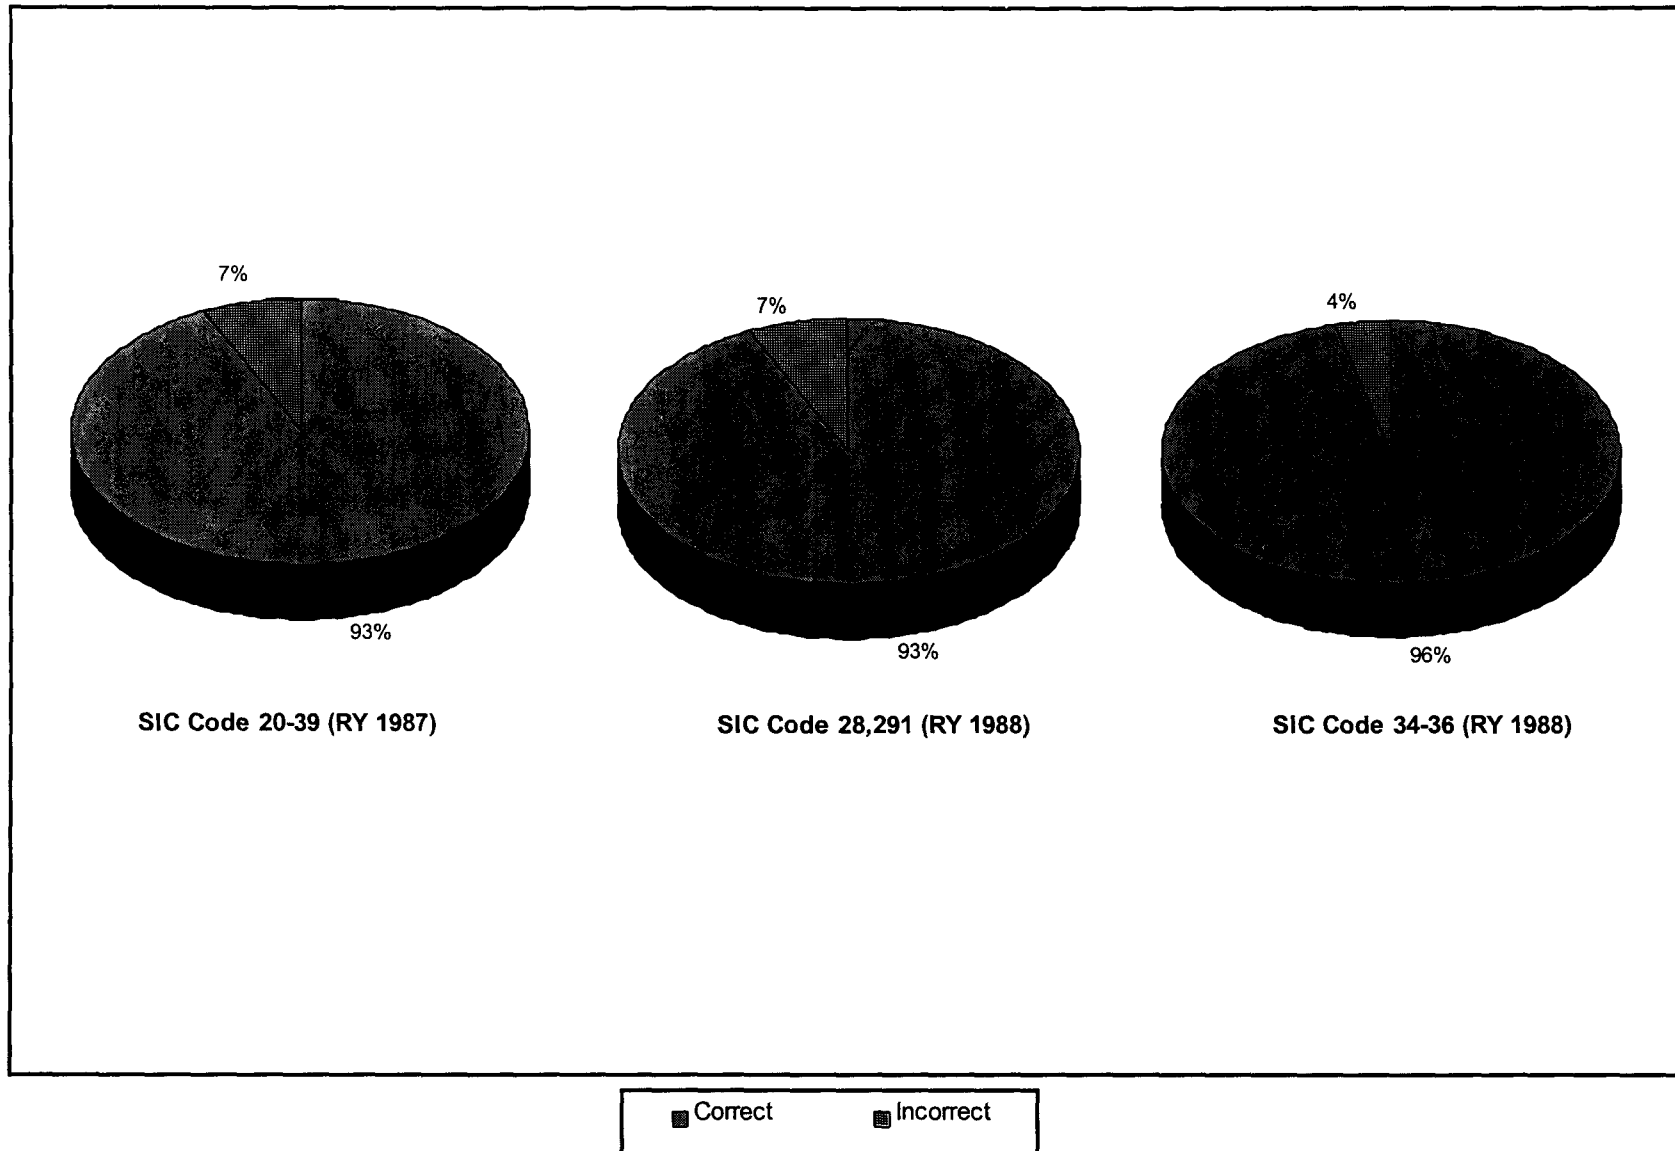 7%
7%
4%
93%
93%
96%
SIC Code 20-39 (RY 1987)
SIC Code 28,291 (RY 1988)
SIC Code 34-36 (RY 1988)
Correct
Incorrect